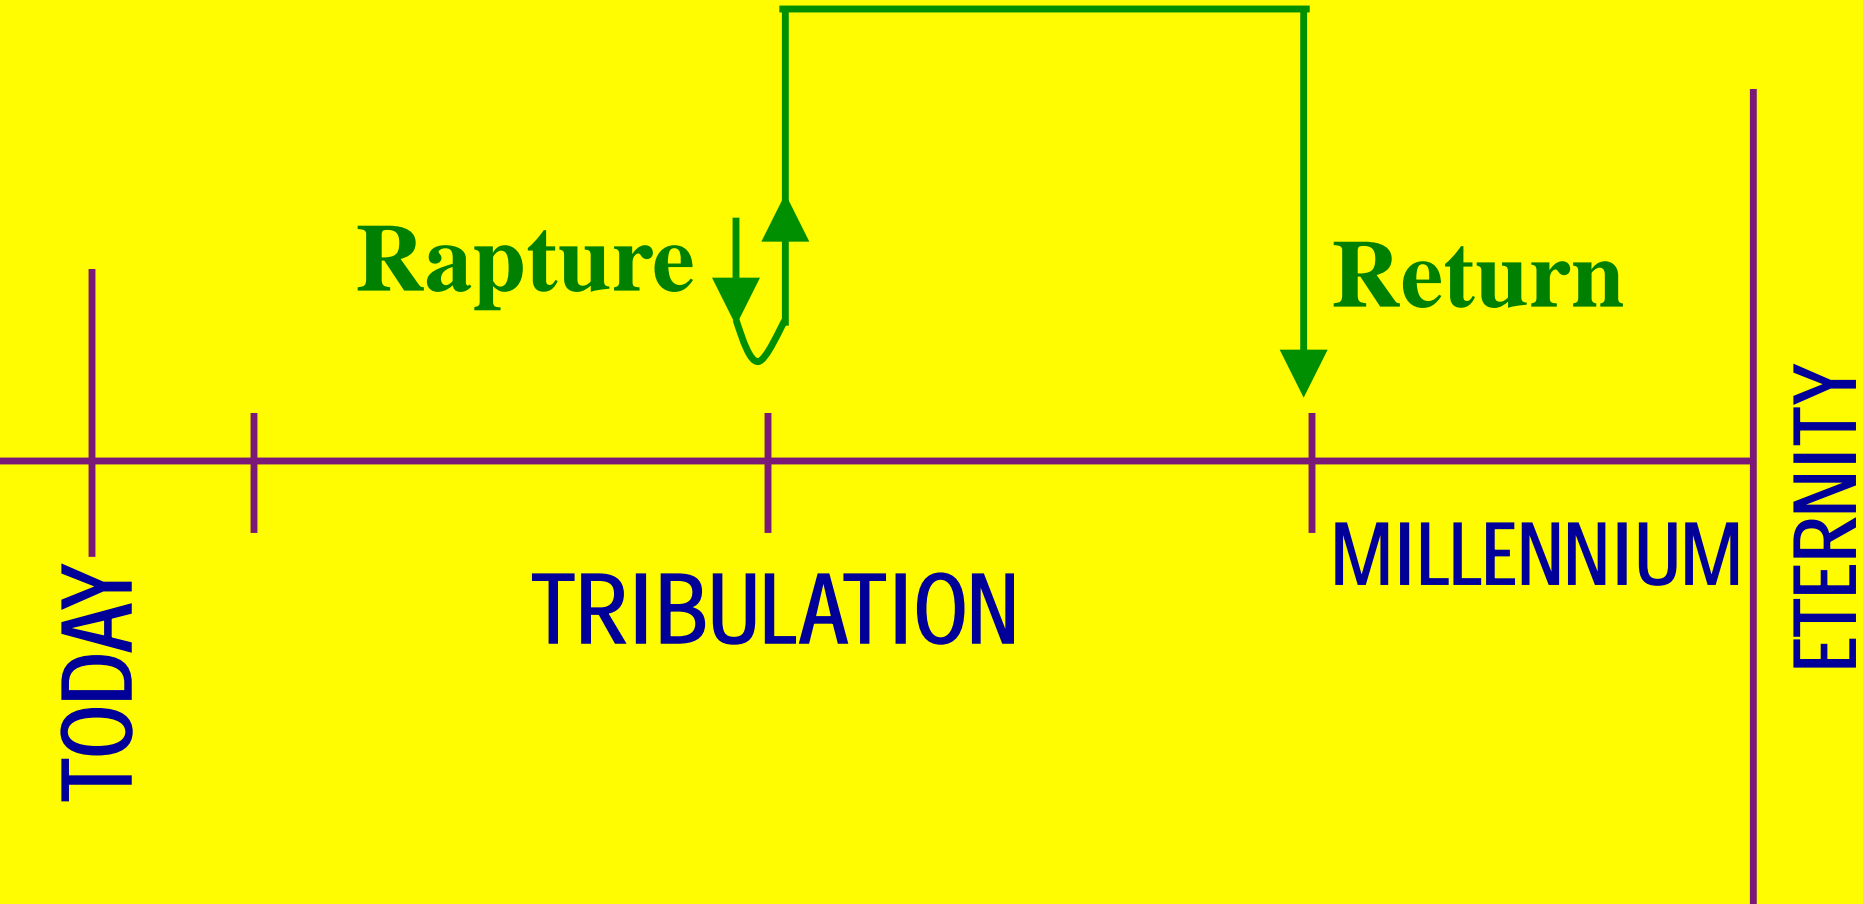 Rapture
Return
TODAY
TRIBULATION
MILLENNIUM
ETERNITY